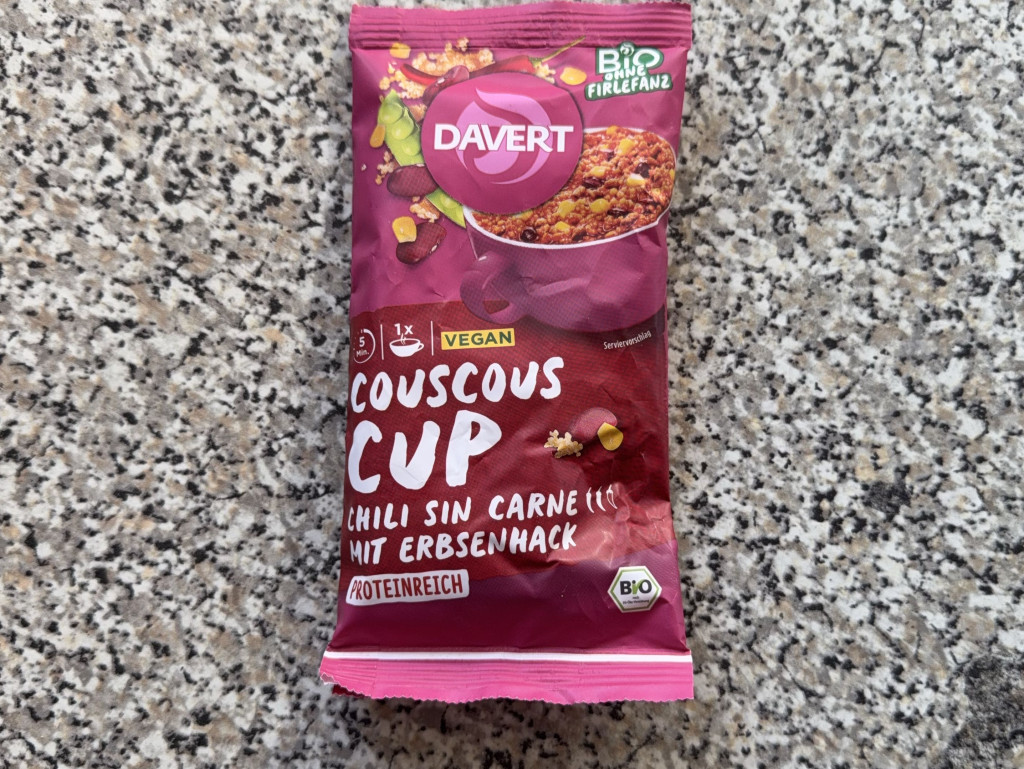 BiO
OHNE
FIRLEFANZ
DAVERT
5
Min.
1x
VEGAN
Serviervorschlag
COUSCOUS
CUP
CHILI SIN CARNE
MIT ERBSENHACK
PROTEINREICH
BiO